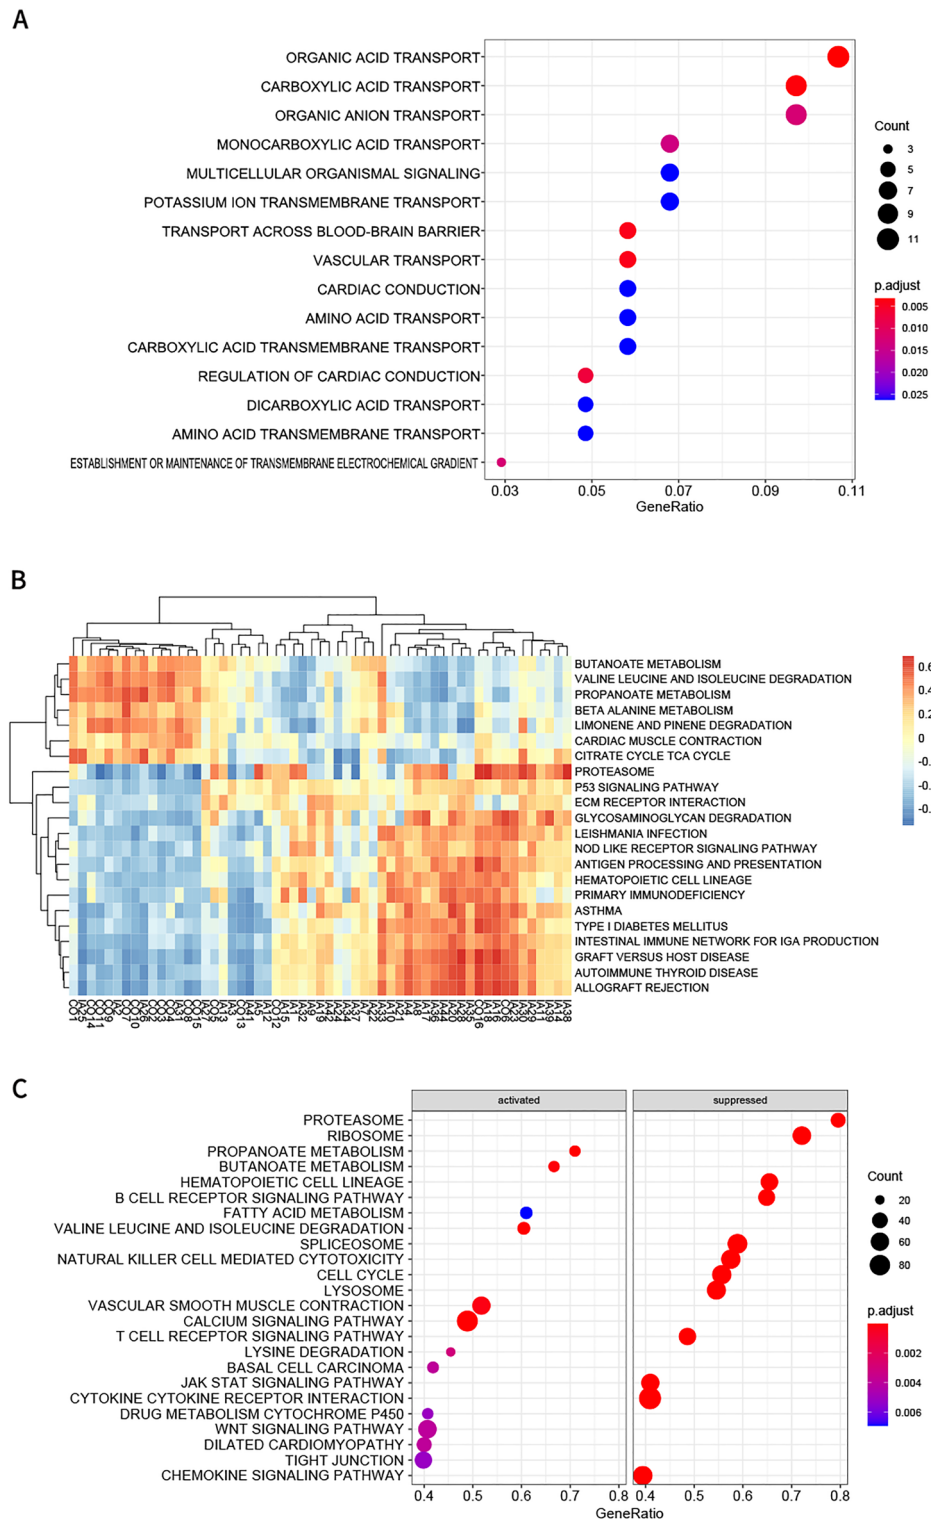 A
ORGANIC ACID TRANSPORT
CARBOXYLIC ACID TRANSPORT
ORGANIC ANION TRANSPORT
MONOCARBOXYLIC ACID TRANSPORT
MULTICELLULAR ORGANISMAL SIGNALING
POTASSIUM ION TRANSMEMBRANE TRANSPORT
TRANSPORT ACROSS BLOOD-BRAIN BARRIER
VASCULAR TRANSPORT
CARDIAC CONDUCTION
AMINO ACID TRANSPORT
CARBOXYLIC ACID TRANSMEMBRANE TRANSPORT
REGULATION OF CARDIAC CONDUCTION
DICARBOXYLIC ACID TRANSPORT
AMINO ACID TRANSMEMBRANE TRANSPORT
ESTABLISHMENT OR MAINTENANCE OF TRANSMEMBRANE ELECTROCHEMICAL GRADIENT
0.03 0.05 0.07 0.09 0.11
GeneRatio
Count
3
5
7
9
11
p.adjust
0.005
0.010
0.015
0.020
0.025
B
BUTANOATE METABOLISM
VALINE LEUCINE AND ISOLEUCINE DEGRADATION
PROPANOATE METABOLISM
BETA ALANINE METABOLISM
LIMONENE AND PINENE DEGRADATION
CARDIAC MUSCLE CONTRACTION
CITRATE CYCLE TCA CYCLE
PROTEASOME
P53 SIGNALING PATHWAY
ECM RECEPTOR INTERACTION
GLYCOSAMINOGLYCAN DEGRADATION
LEISHMANIA INFECTION
NOD LIKE RECEPTOR SIGNALING PATHWAY
ANTIGEN PROCESSING AND PRESENTATION
HEMATOPOIETIC CELL LINEAGE
PRIMARY IMMUNODEFICIENCY
ASTHMA
TYPE I DIABETES MELLITUS
INTESTINAL IMMUNE NETWORK FOR IGA PRODUCTION
GRAFT VERSUS HOST DISEASE
AUTOIMMUNE THYROID DISEASE
ALLOGRAFT REJECTION
0.6
0.4
0.2
0
-0.
-0.
-0.
C
activated suppressed
PROTEASOME
RIBOSOME
PROPANOATE METABOLISM
BUTANOATE METABOLISM
HEMATOPOIETIC CELL LINEAGE
B CELL RECEPTOR SIGNALING PATHWAY
FATTY ACID METABOLISM
VALINE LEUCINE AND ISOLEUCINE DEGRADATION
SPLICEOSOME
NATURAL KILLER CELL MEDIATED CYTOTOXICITY
CELL CYCLE
LYSOSOME
VASCULAR SMOOTH MUSCLE CONTRACTION
CALCIUM SIGNALING PATHWAY
T CELL RECEPTOR SIGNALING PATHWAY
LYSINE DEGRADATION
BASAL CELL CARCINOMA
JAK STAT SIGNALING PATHWAY
CYTOKINE CYTOKINE RECEPTOR INTERACTION
DRUG METABOLISM CYTOCHROME P450
WNT SIGNALING PATHWAY
DILATED CARDIOMYOPATHY
TIGHT JUNCTION
CHEMOKINE SIGNALING PATHWAY
0.4 0.5 0.6 0.7 0.8 0.4 0.5 0.6 0.7 0.8
GeneRatio
Count
20
40
60
80
p.adjust
0.002
0.004
0.006